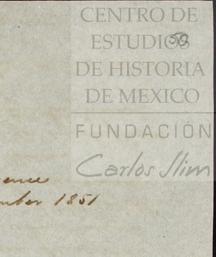 CENTRO DE
ESTUDIOS
DE HISTORIA
DE MEXICO
FUNDACIÓN
Carlos Slim
1851